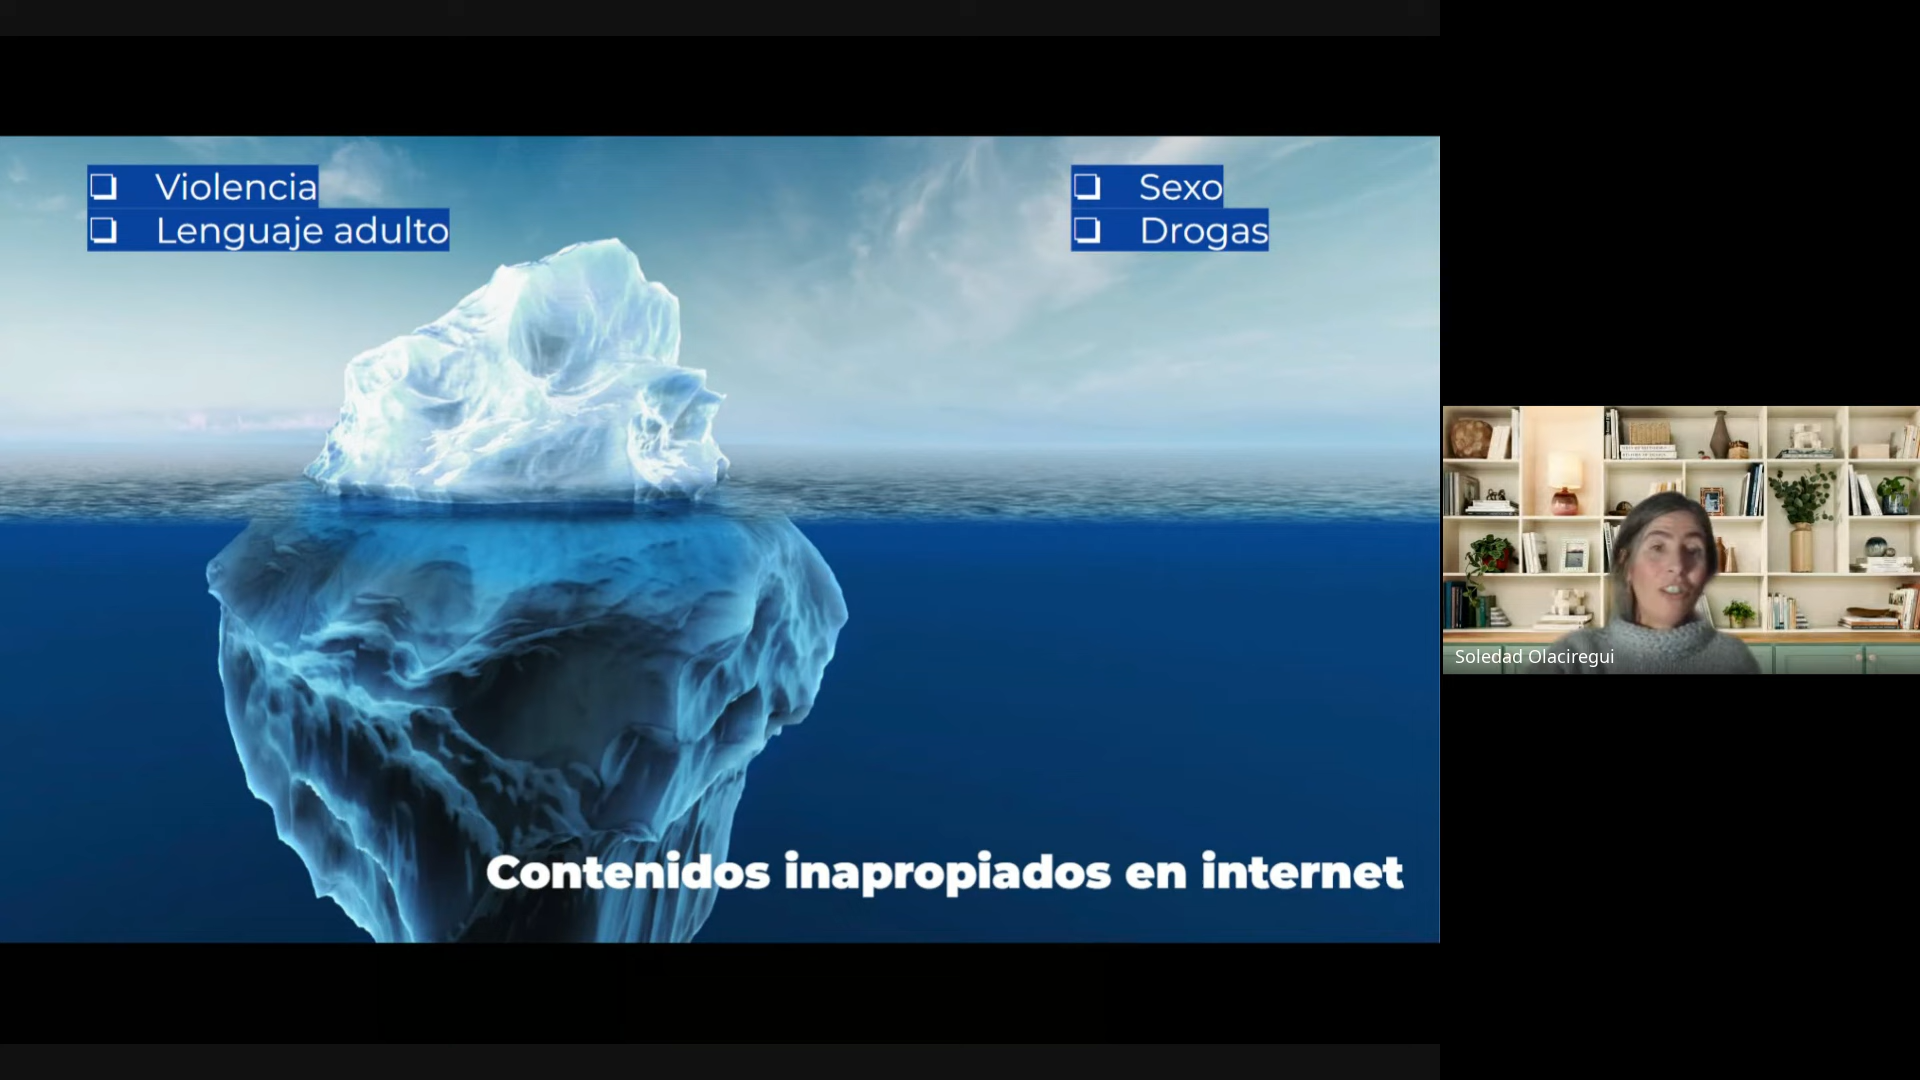 Violencia
Lenguaje adulto
Sexo
Drogas
Contenidos inapropiados en internet
Soledad Olaciregui